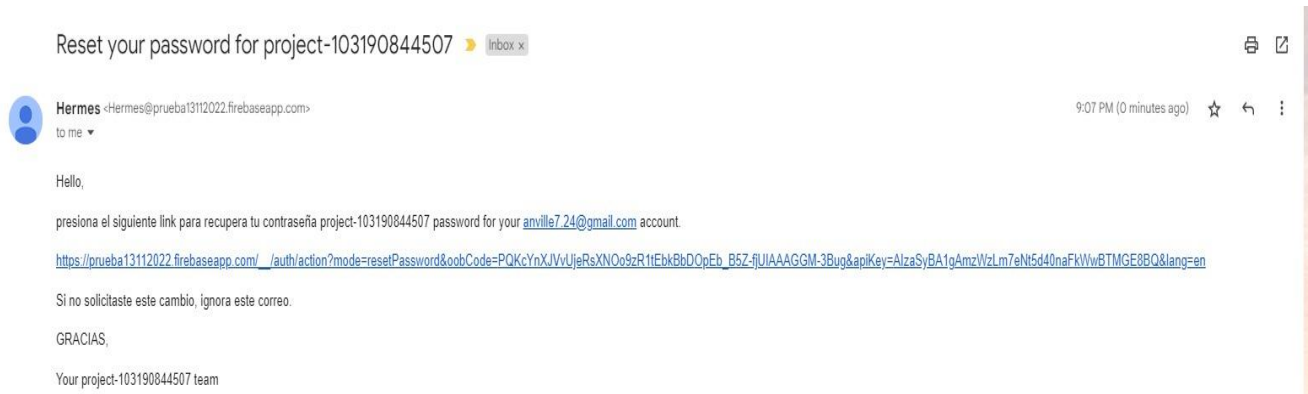 Reset your password for project-103190844507 Inbox x
Hermes <Hermes@prueba13112022.firebaseapp.com> 9:07 PM (0 minutes ago)
to me
Hello,
presiona el siguiente link para recupera tu contraseña project-103190844507 password for your anville7.24@gmail.com account.
https://prueba13112022.firebaseapp.com/__/auth/action?mode=resetPassword&oobCode=PQKcYnXJVvUjeRsXNOo9zR1tEbkBbDOpEb_B5Z-fjUIAAAGGM-3Bug&apiKey=AIzaSyBA1gAmzWzLm7eNt5d40naFkWwBTMGE8BQ&lang=en
Si no solicitaste este cambio, ignora este correo.
GRACIAS,
Your project-103190844507 team